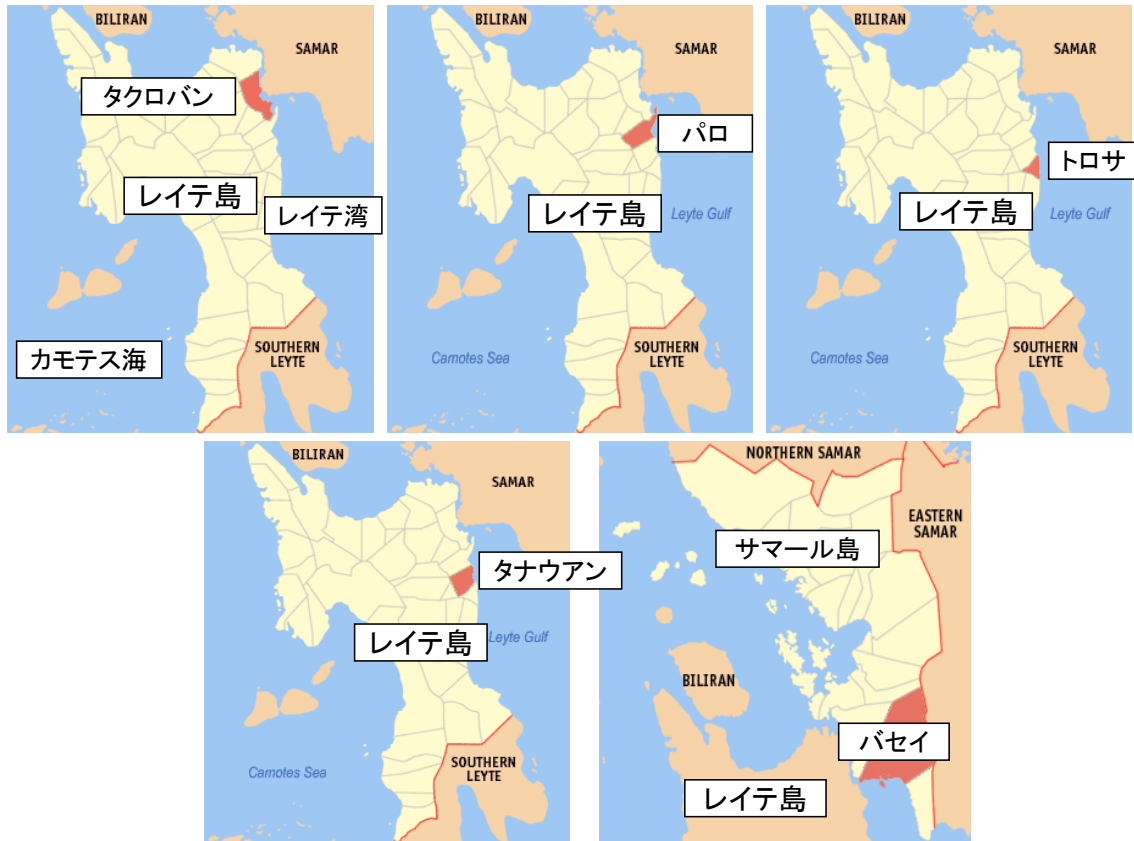 BILIRAN
SAMAR
タクロバン
レイテ島
レイテ湾
カモテス海
SOUTHERN
LEYTE
BILIRAN
SAMAR
パロ
レイテ島
Leyte Gulf
Camotes Sea
SOUTHERN
LEYTE
BILIRAN
SAMAR
トロサ
レイテ島
Leyte Gulf
Camotes Sea
SOUTHERN
LEYTE
BILIRAN
SAMAR
タナウアン
レイテ島
Leyte Gulf
Camotes Sea
SOUTHERN
LEYTE
NORTHERN SAMAR
EASTERN
SAMAR
サマール島
BILIRAN
バセイ
レイテ島